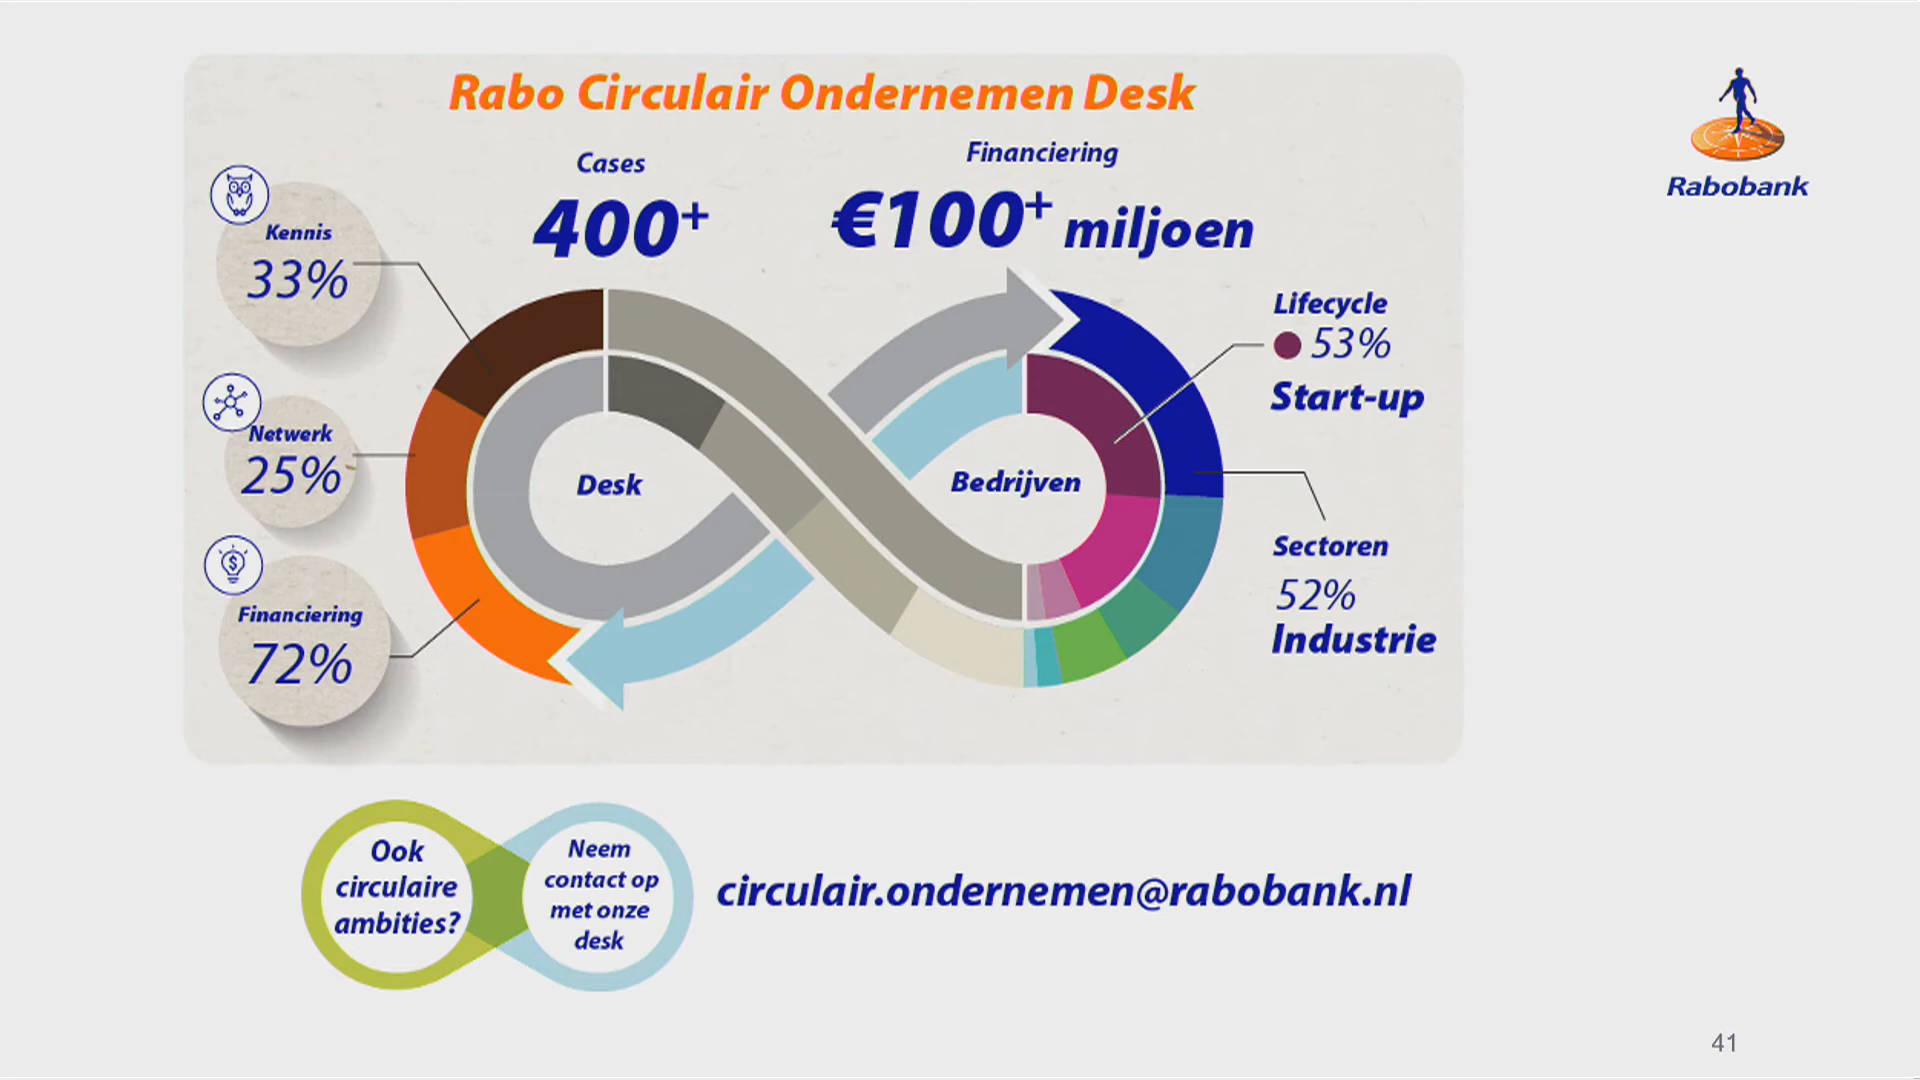 Rabo Circulair Ondernemen Desk
Rabobank
Cases
400+
Financiering
€100+ miljoen
Kennis
33%
Netwerk
25%
Financiering
72%
Desk
Bedrijven
Lifecycle
53%
Start-up
Sectoren
52%
Industrie
Ook
circulaire
ambities?
Neem
contact op
met onze
desk
circulair.ondernemen@rabobank.nl
41